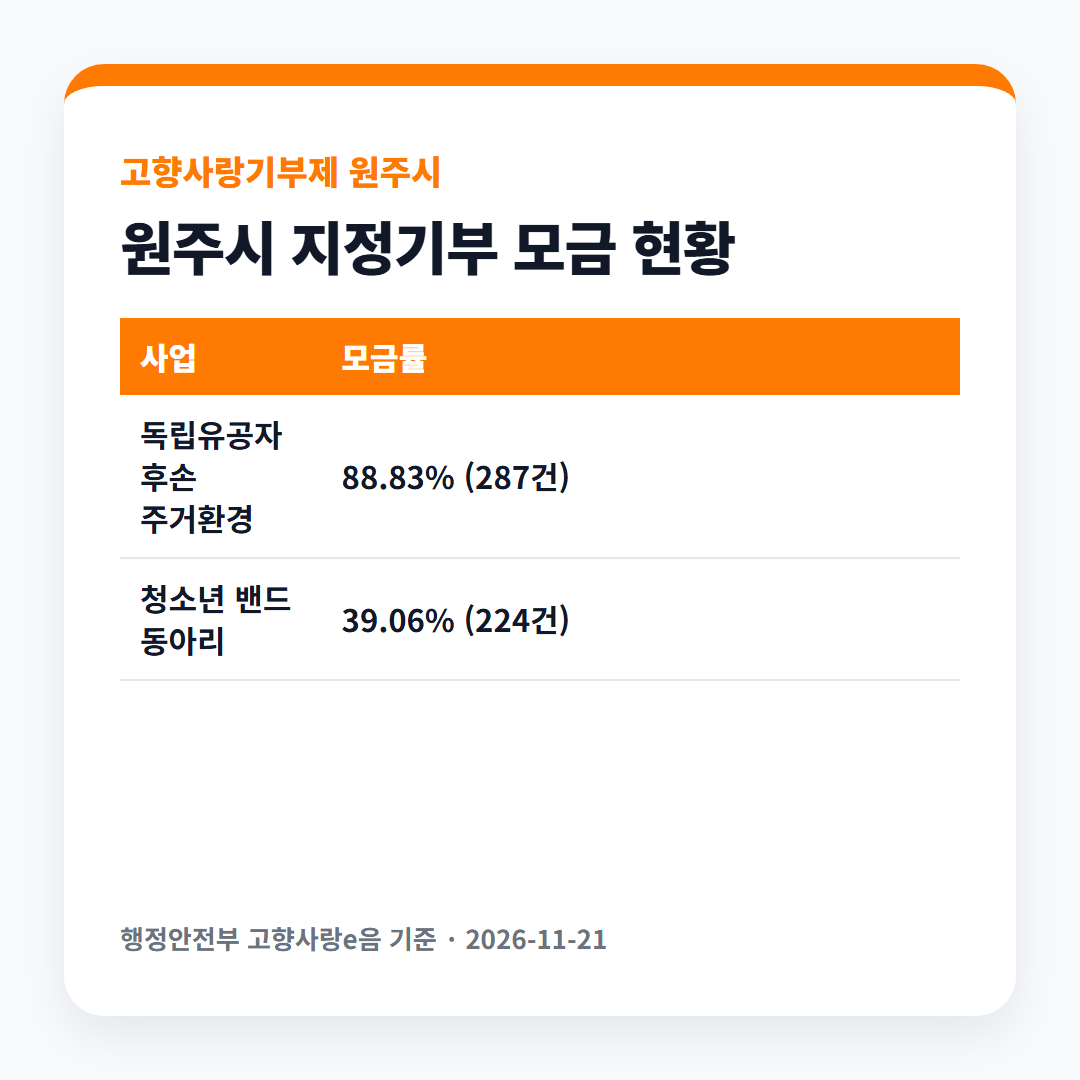 고향사랑기부제 원주시
원주시 지정기부 모금 현황
사업 모금률
독립유공자
후손
주거환경
88.83% (287건)
청소년 밴드
동아리
39.06% (224건)
행정안전부 고향사랑e음 기준 · 2026-11-21